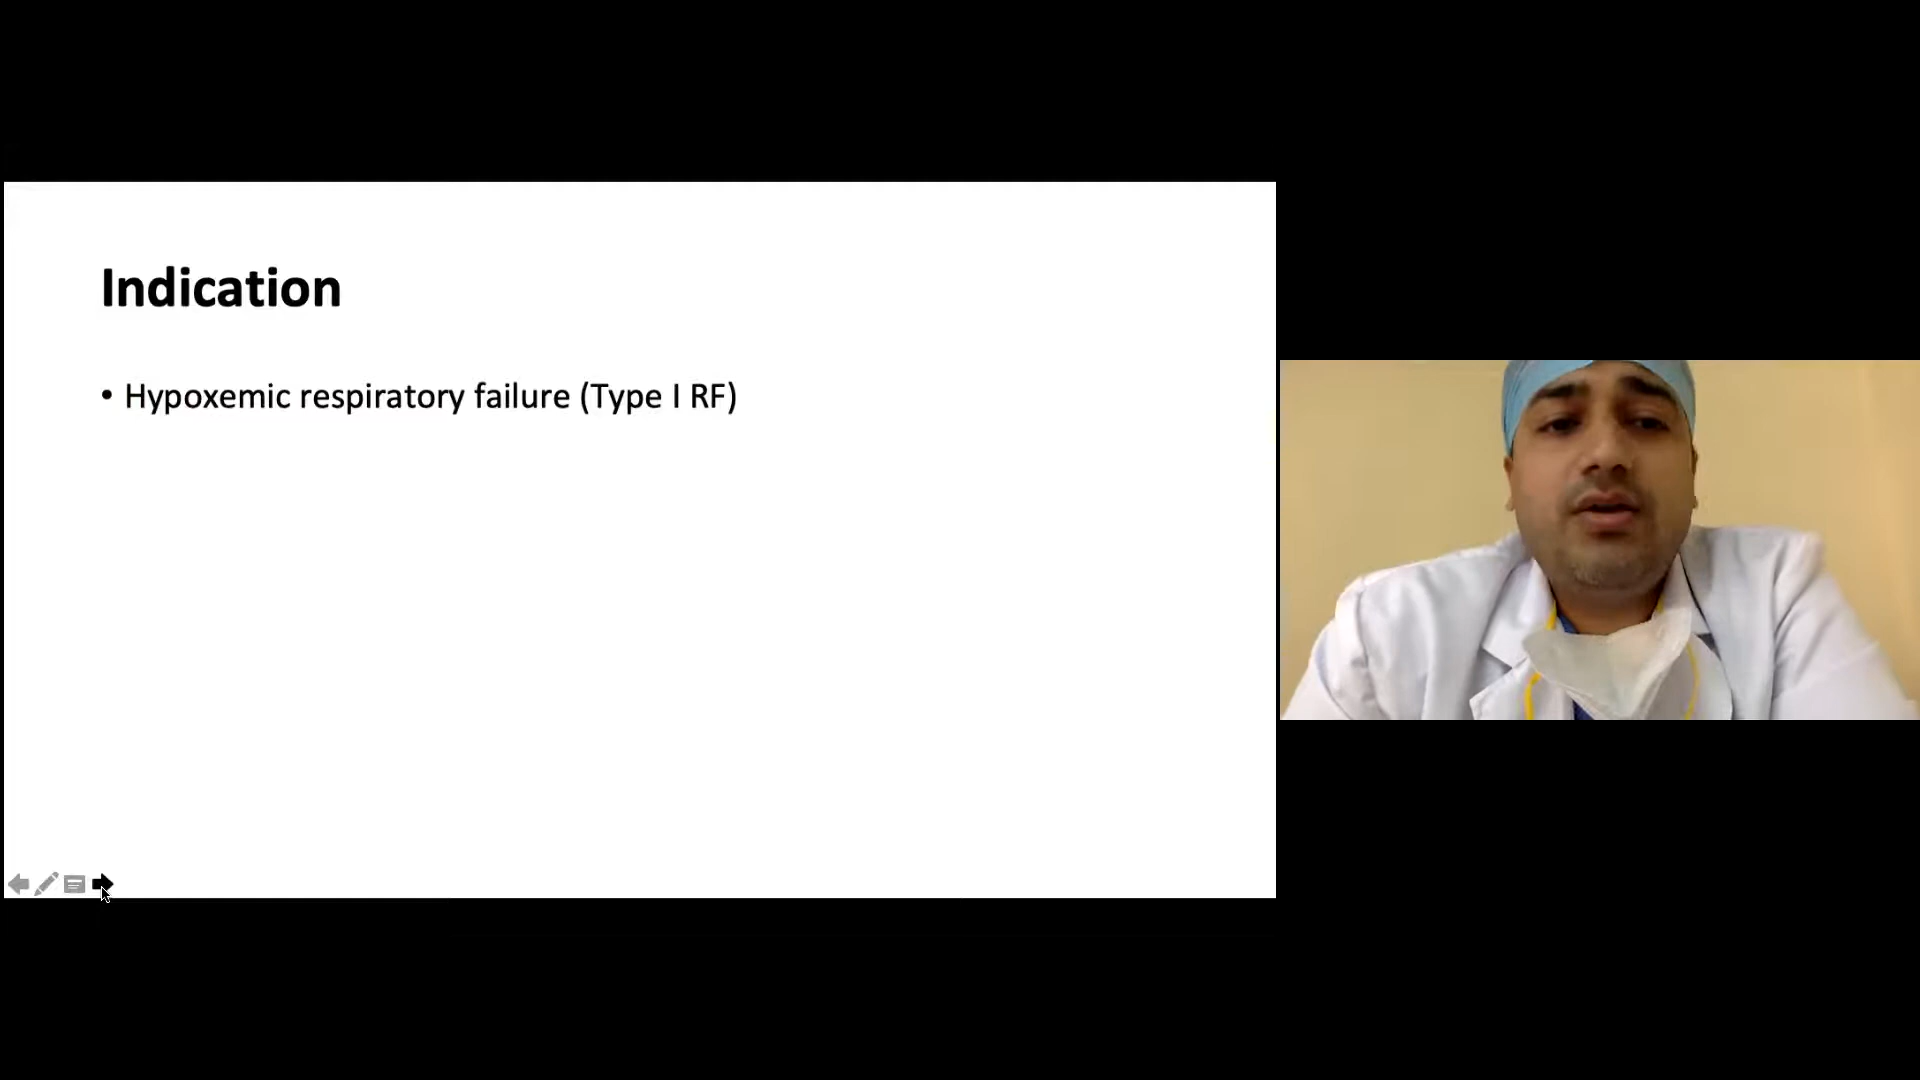 Indication
• Hypoxemic respiratory failure (Type I RF)